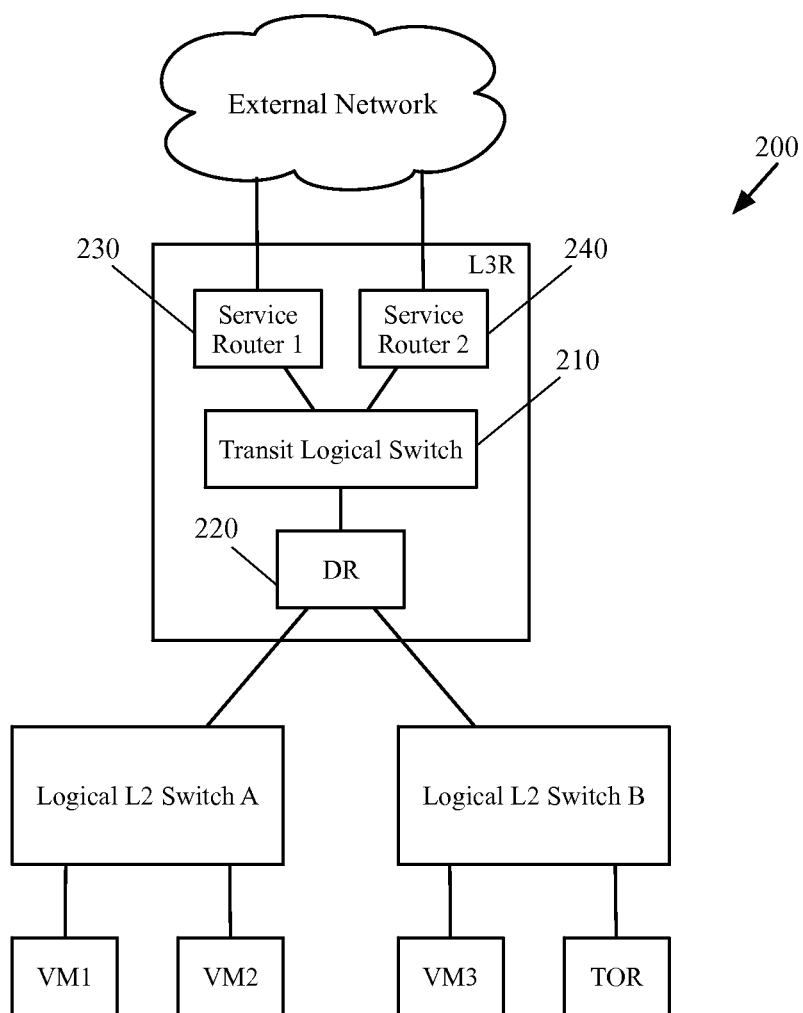 External Network
200
230
240
L3R
Service
Router 1
Service
Router 2
210
Transit Logical Switch
220
DR
Logical L2 Switch A
Logical L2 Switch B
VM1
VM2
VM3
TOR